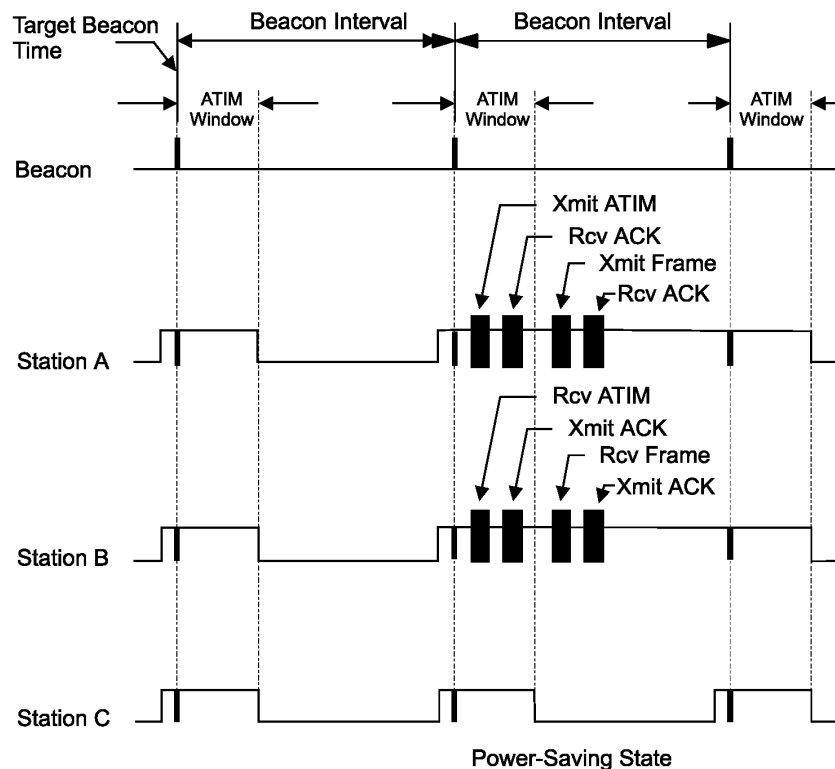 Target Beacon
Time
Beacon Interval
Beacon Interval
ATIM
Window
ATIM
Window
ATIM
Window
Beacon
Xmit ATIM
Rcv ACK
Xmit Frame
Rcv ACK
Station A
Rcv ATIM
Xmit ACK
Rcv Frame
Xmit ACK
Station B
Station C
Power-Saving State